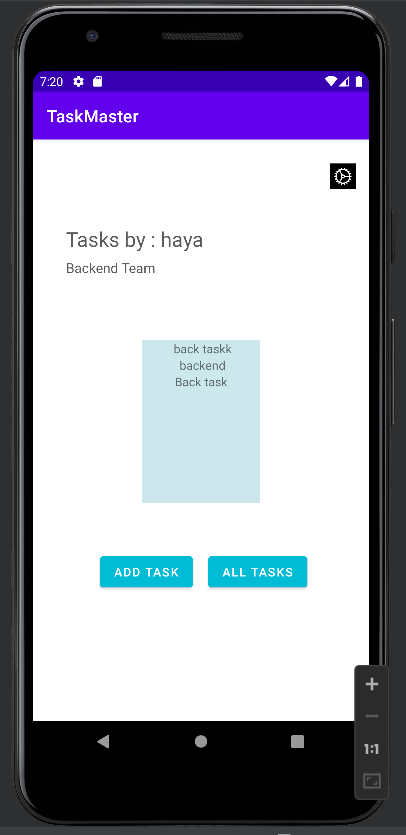 7:20
TaskMaster
Tasks by : haya
Backend Team
back taskk
backend
Back task
ADD TASK
ALL TASKS
1:1